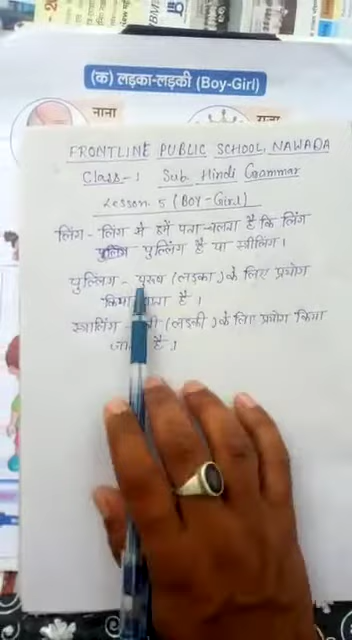 (क) लड़का-लड़की (Boy-Girl)
नाना
FRONTLINE PUBLIC SCHOOL, NAWADA
Class-1 Sub. Hindi Grammar
Lesson 5 (BOY-Girl)
लिंग - लिंग से हमें पता चलता है कि लिंग
पुल्लिंग है या स्त्रीलिंग।
पुल्लिंग - पुरुष (लड़का) के लिए प्रयोग
किया जाता है।
स्त्रीलिंग - (लड़की) के लिए प्रयोग किया
है।